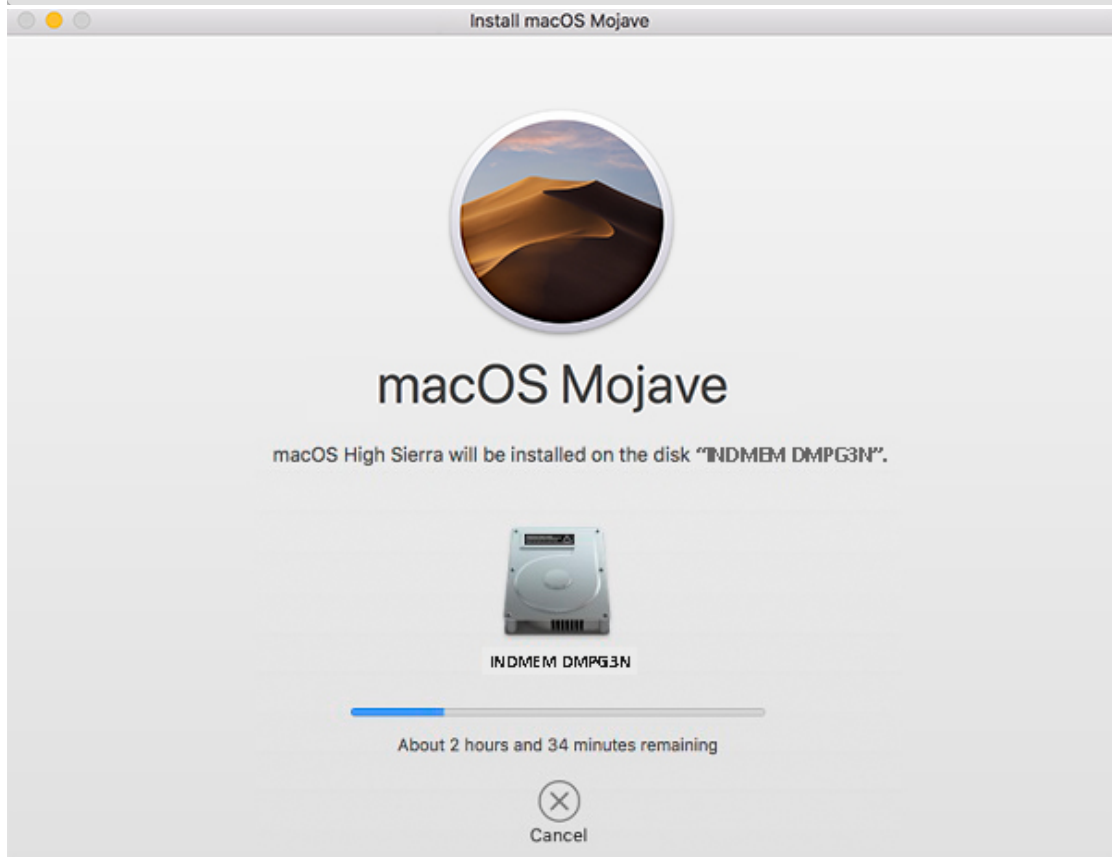 Install macOS Mojave
macOS Mojave
macOS High Sierra will be installed on the disk “INDMEM DMPG3N”.
INDMEM DMPG3N
About 2 hours and 34 minutes remaining
Cancel